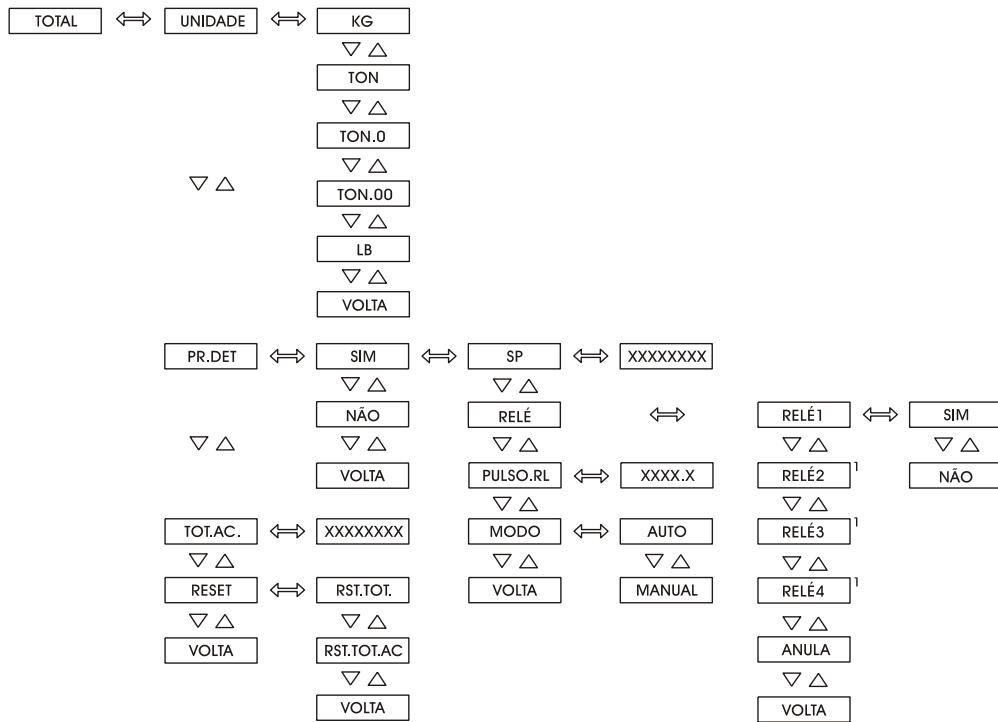 TOTAL UNIDADE KG
TON
TON.0
TON.00
LB
VOLTA
PR.DET SIM SP XXXXXXXX
NÃO RELÉ RELÉ1 SIM
VOLTA PULSO.RL XXXX.X RELÉ2 1 NÃO
TOT.AC. XXXXXXXX MODO AUTO RELÉ3 1
RESET RST.TOT. VOLTA MANUAL RELÉ4 1
VOLTA RST.TOT.AC ANULA
VOLTA VOLTA